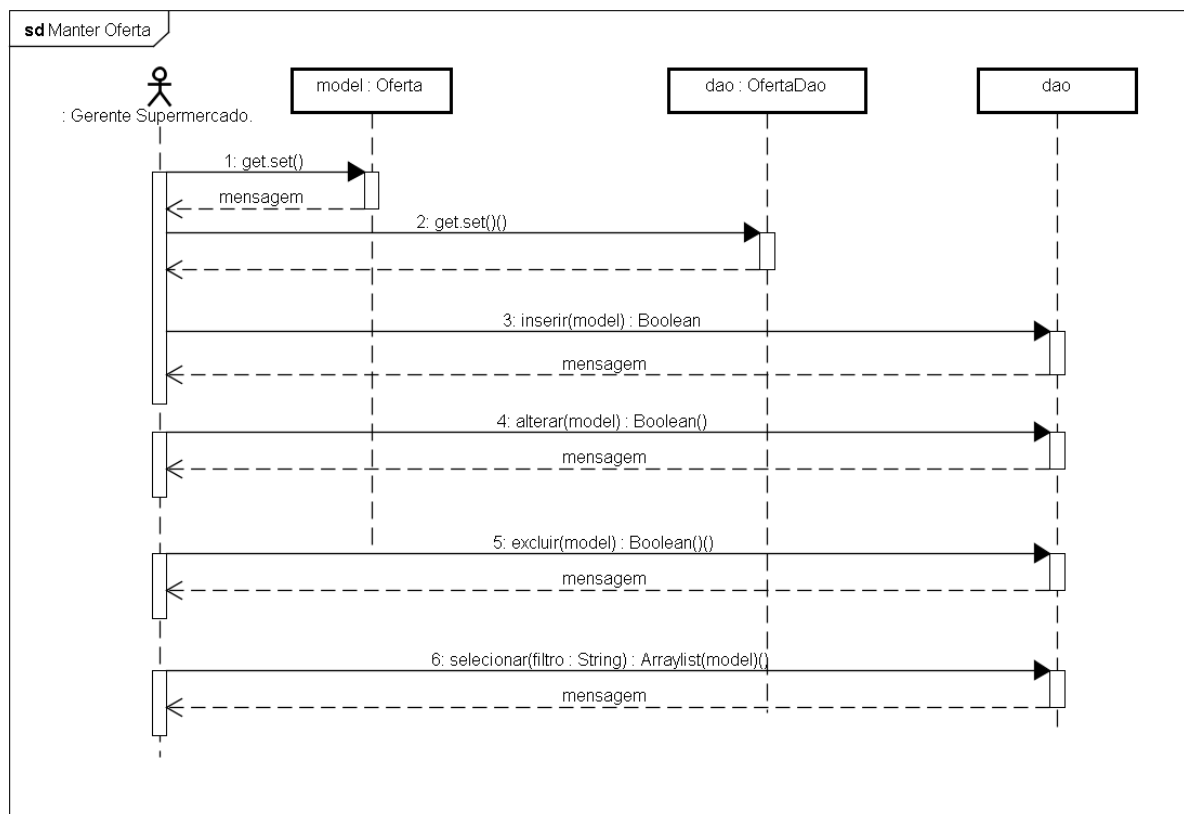 sd Manter Oferta
: Gerente Supermercado.
model : Oferta
dao : OfertaDao
dao
1: get.set()
mensagem
2: get.set()()
3: inserir(model) : Boolean
mensagem
4: alterar(model) : Boolean()
mensagem
5: excluir(model) : Boolean()()
mensagem
6: selecionar(filtro : String) : Arraylist(model)()
mensagem